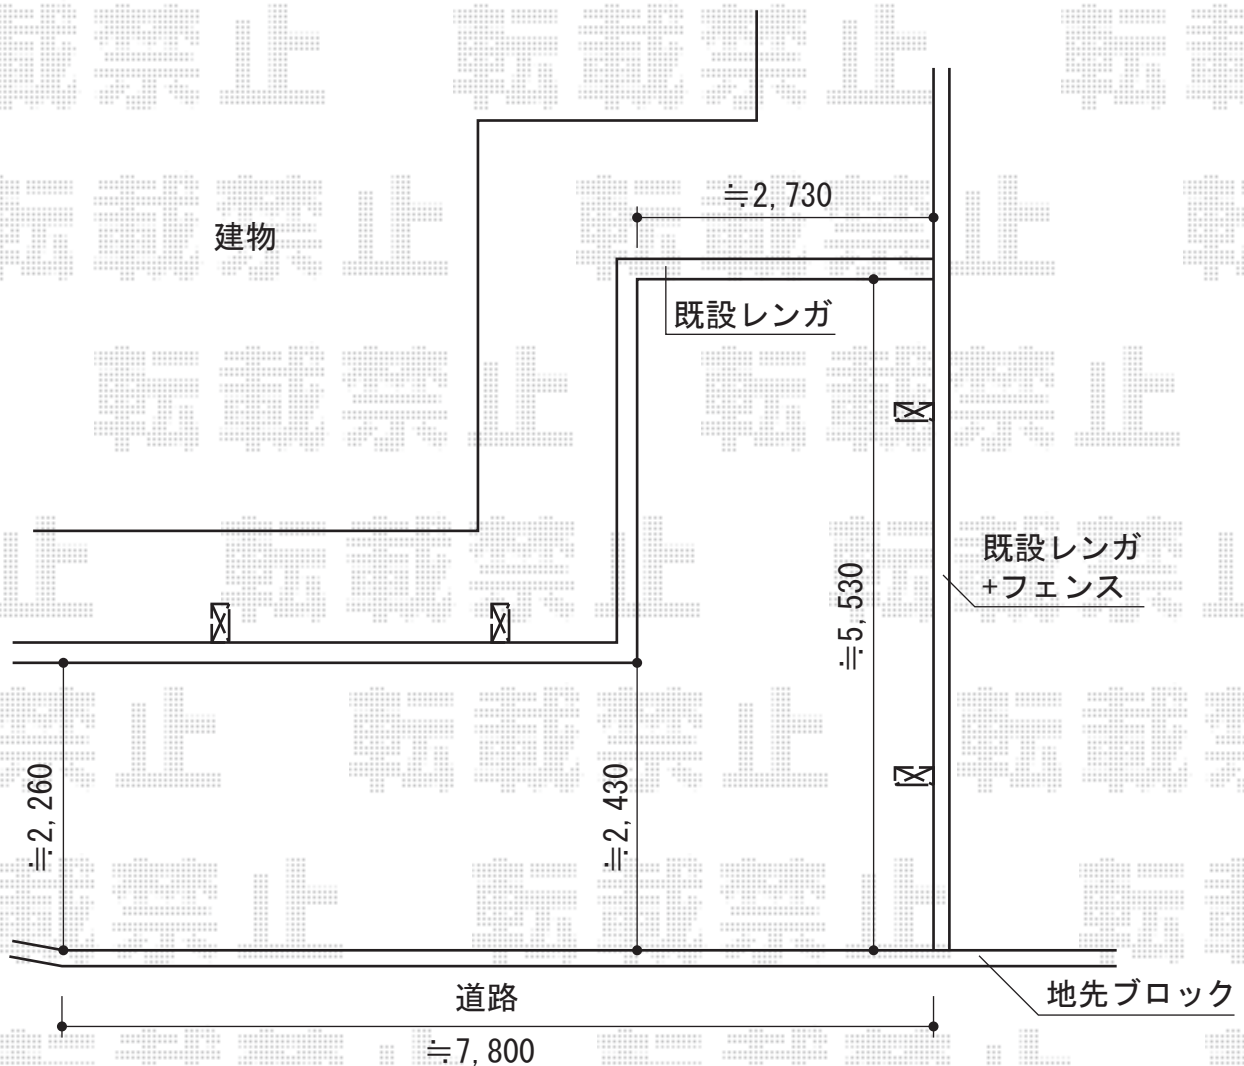 転載禁止
≒2,730
建物
既設レンガ
既設レンガ
+フェンス
≒5,530
≒2,260
≒2,430
道路
地先ブロック
≒7,800